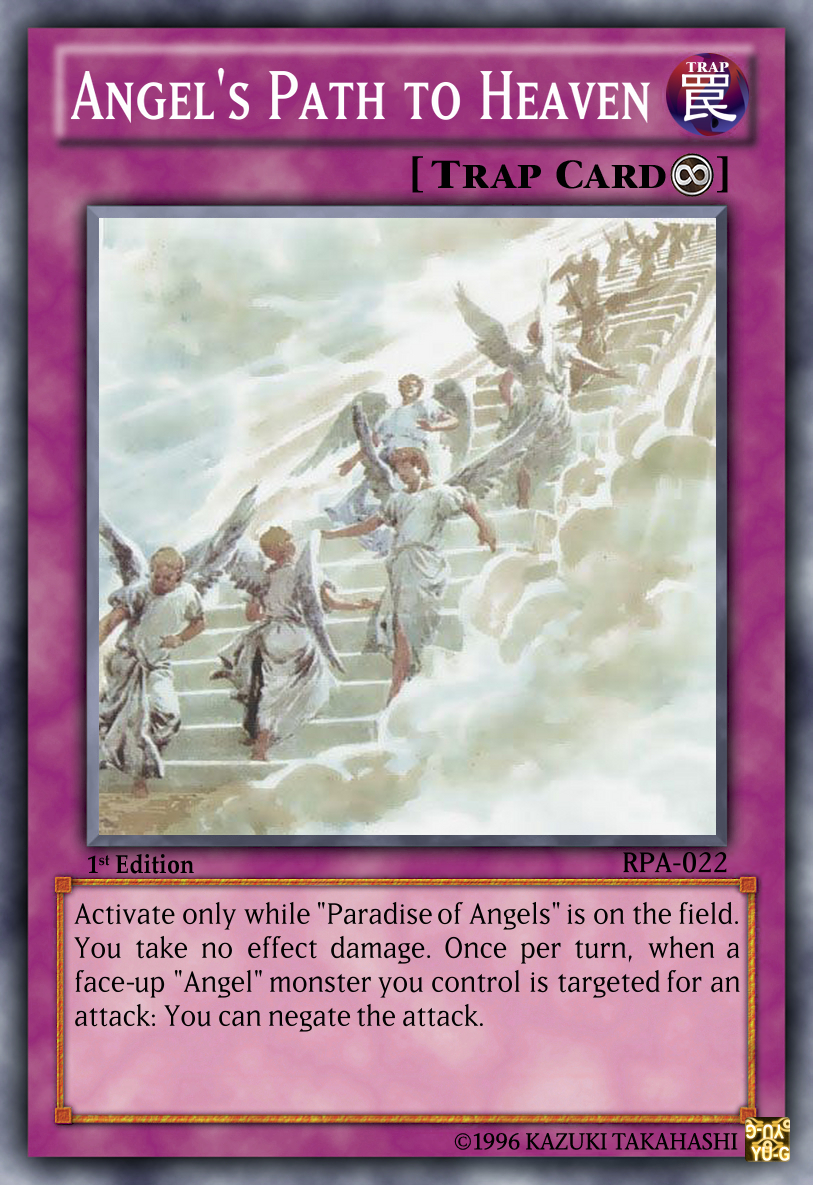 Angel's Path to Heaven
TRAP
罠
[Trap Card∞]
1st Edition
RPA-022
Activate only while "Paradise of Angels" is on the field.
You take no effect damage. Once per turn, when a
face-up "Angel" monster you control is targeted for an
attack: You can negate the attack.
©1996 KAZUKI TAKAHASHI